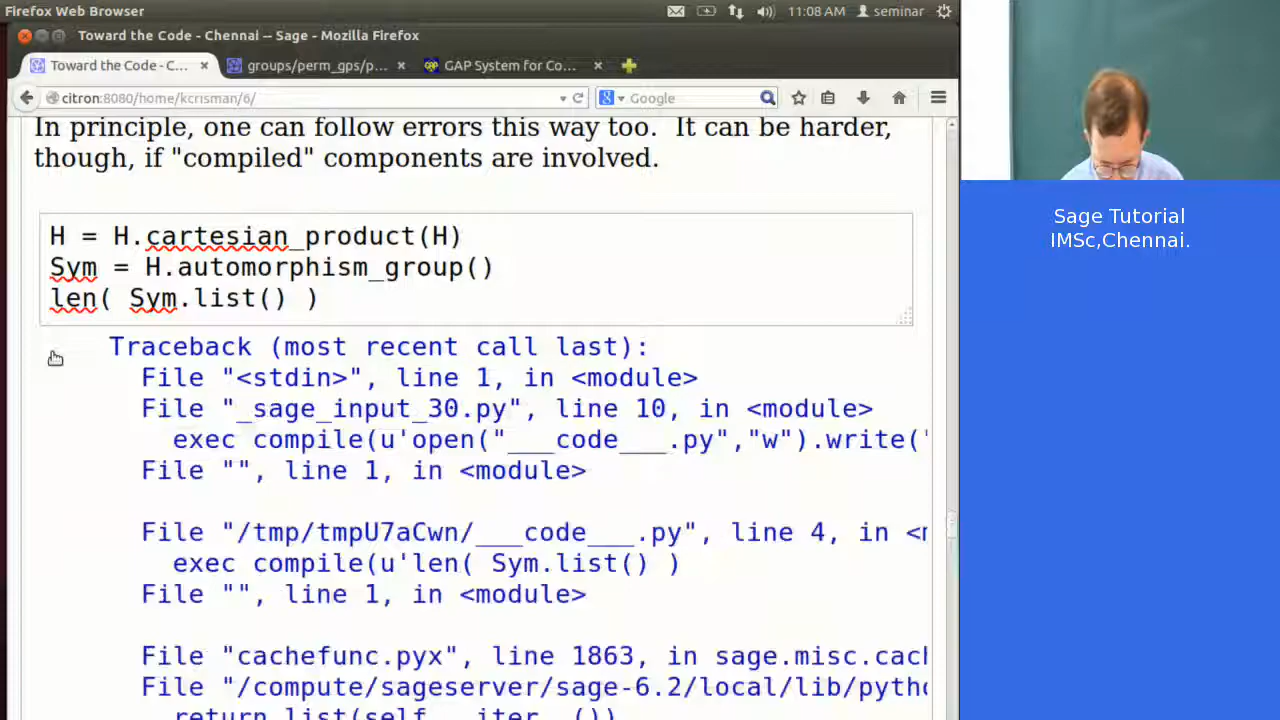 Firefox Web Browser
11:08 AM seminar
Toward the Code - Chennai -- Sage - Mozilla Firefox
Toward the Code - C... groups/perm_gps/p... GAP System for Co...
citron:8080/home/kcrisman/6/ Google
In principle, one can follow errors this way too. It can be harder,
though, if "compiled" components are involved.
H = H.cartesian_product(H)
Sym = H.automorphism_group()
len( Sym.list() )
Traceback (most recent call last):
File "<stdin>", line 1, in <module>
File "_sage_input_30.py", line 10, in <module>
exec compile(u'open("___code___.py","w").write('
File "", line 1, in <module>
File "/tmp/tmpU7aCwn/___code___.py", line 4, in <
exec compile(u'len( Sym.list() )
File "", line 1, in <module>
File "cachefunc.pyx", line 1863, in sage.misc.cach
File "/compute/sageserver/sage-6.2/local/lib/pytho
return list(self.__iter__())
Sage Tutorial
IMSc,Chennai.